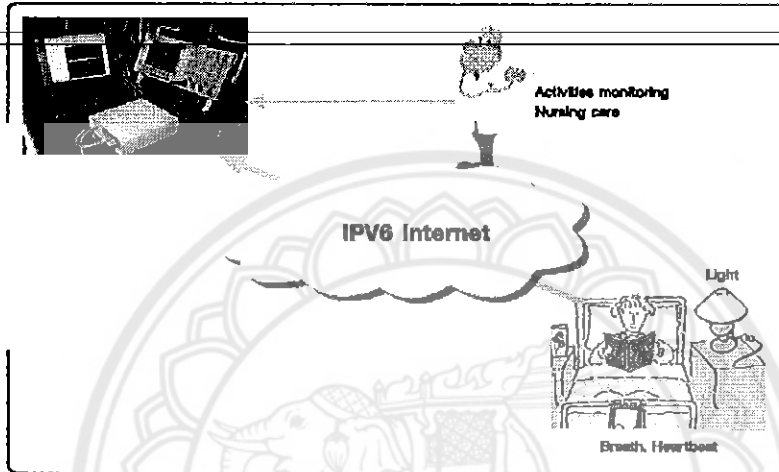 Activities monitoring
Nursing care
IPV6 Internet
Light
Breath, Heartbeat